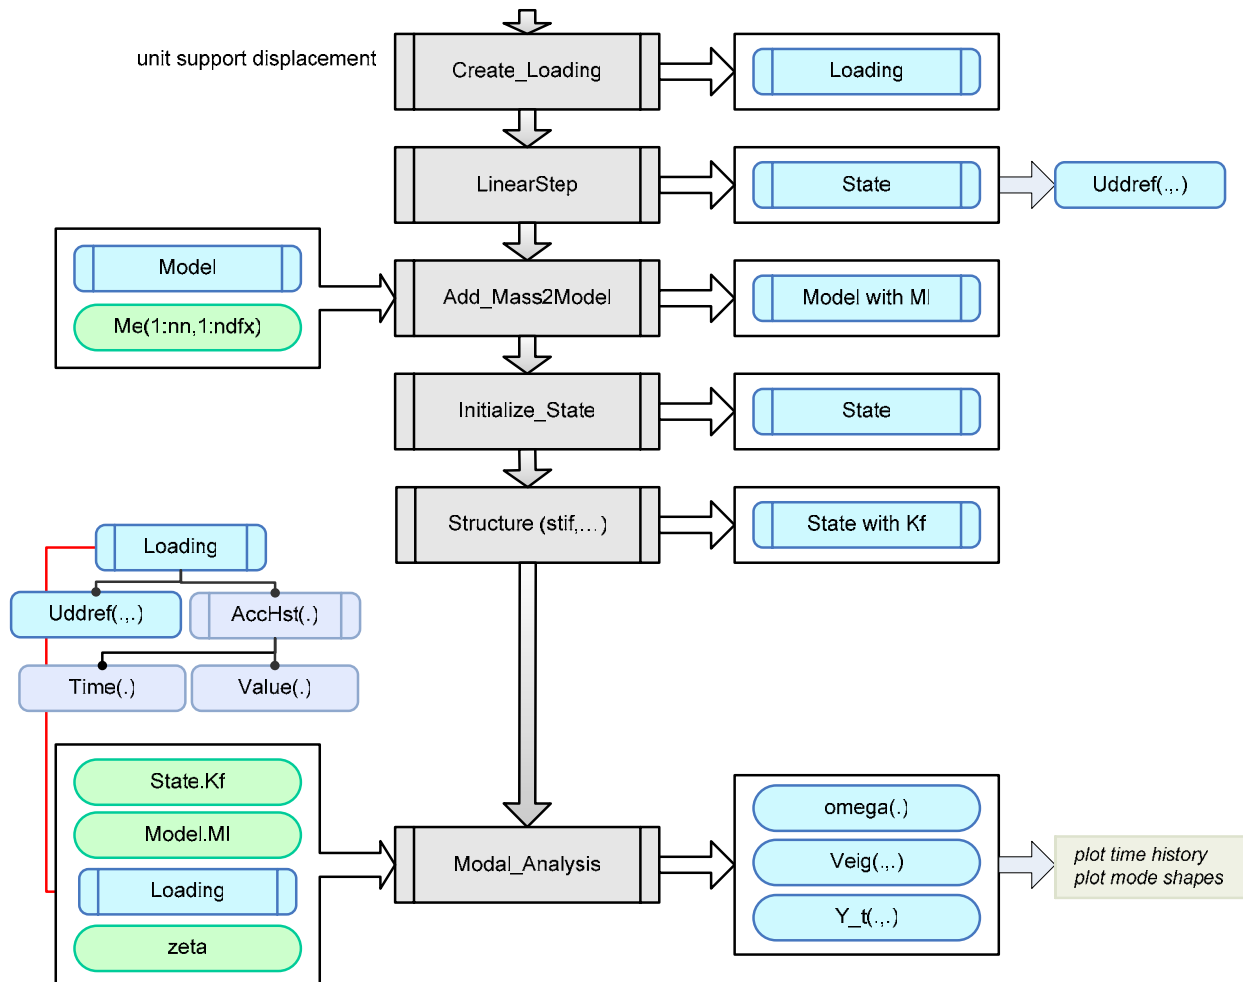 unit support displacement
Create_Loading
Loading
LinearStep
State
Uddref(.,.)
Model
Me(1:nn,1:ndfx)
Add_Mass2Model
Model with Ml
Initialize_State
State
Structure (stif,...)
State with Kf
Loading
Uddref(.,.)
AccHst(.)
Time(.)
Value(.)
State.Kf
Model.Ml
Loading
zeta
Modal_Analysis
omega(.)
Veig(.,.)
Y_t(.,.)
plot time history
plot mode shapes